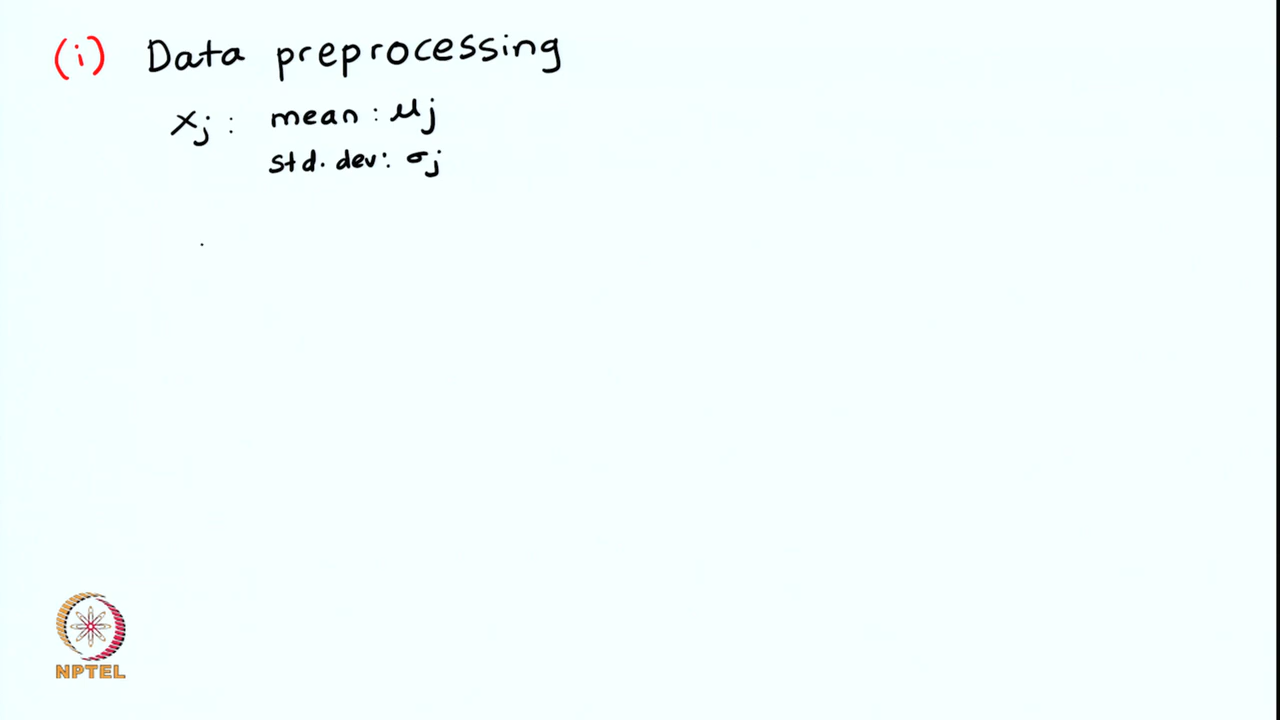 (i) Data preprocessing
xj : mean : μj
std. dev : σj
NPTEL